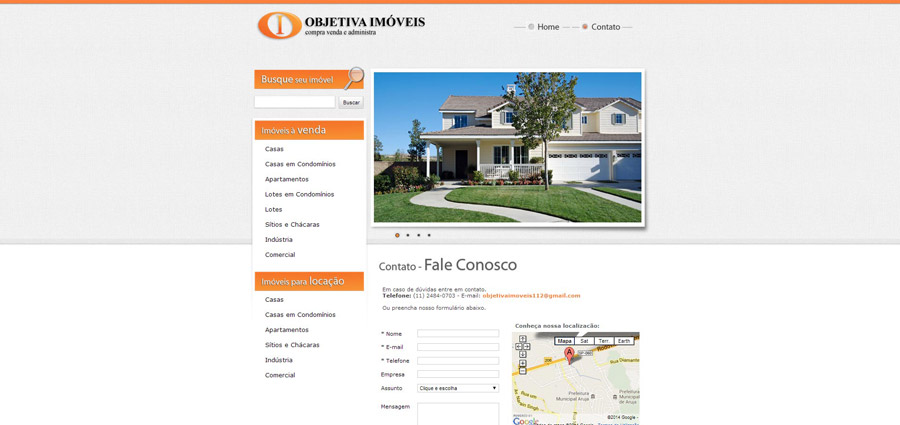 OBJETIVA IMÓVEIS
compra venda e administra
Home
Contato
Busque seu imóvel
Buscar
Imóveis à venda
Casas
Casas em Condomínios
Apartamentos
Lotes em Condomínios
Lotes
Sítios e Chácaras
Indústria
Comercial
Imóveis para locação
Casas
Casas em Condomínios
Apartamentos
Sítios e Chácaras
Indústria
Comercial
Contato - Fale Conosco
Em caso de dúvidas entre em contato.
Telefone: (11) 2484-0703 - E-mail: objetivaimoveis112@gmail.com
Ou preencha nosso formulário abaixo.
* Nome
* E-mail
* Telefone
Empresa
Assunto
Clique e escolha
Mensagem
Conheça nossa localização:
Mapa Sat Ter Earth
A
Prefeitura
Municipal
de Arujá
Prefeitura
Municipal Aruja
Google
©2014 Google -